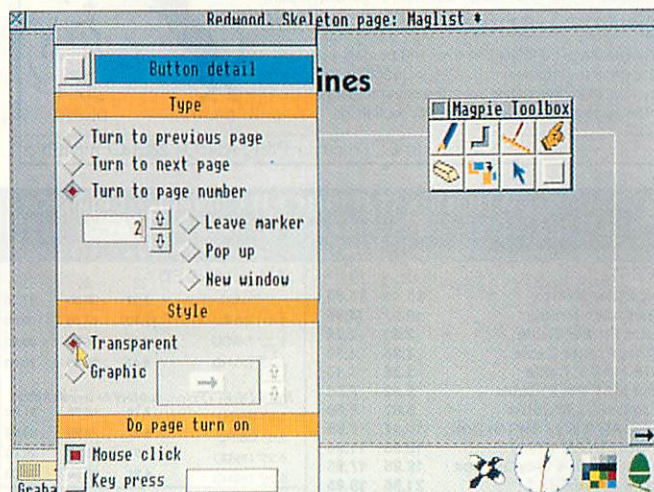 Redwood. Skeleton page: Maglist *
Button detail
ines
Type
Turn to previous page
Turn to next page
Turn to page number
2
Leave marker
Pop up
New window
Magpie Toolbox
Style
Transparent
Graphic
Do page turn on
Mouse click
Key press
Graha